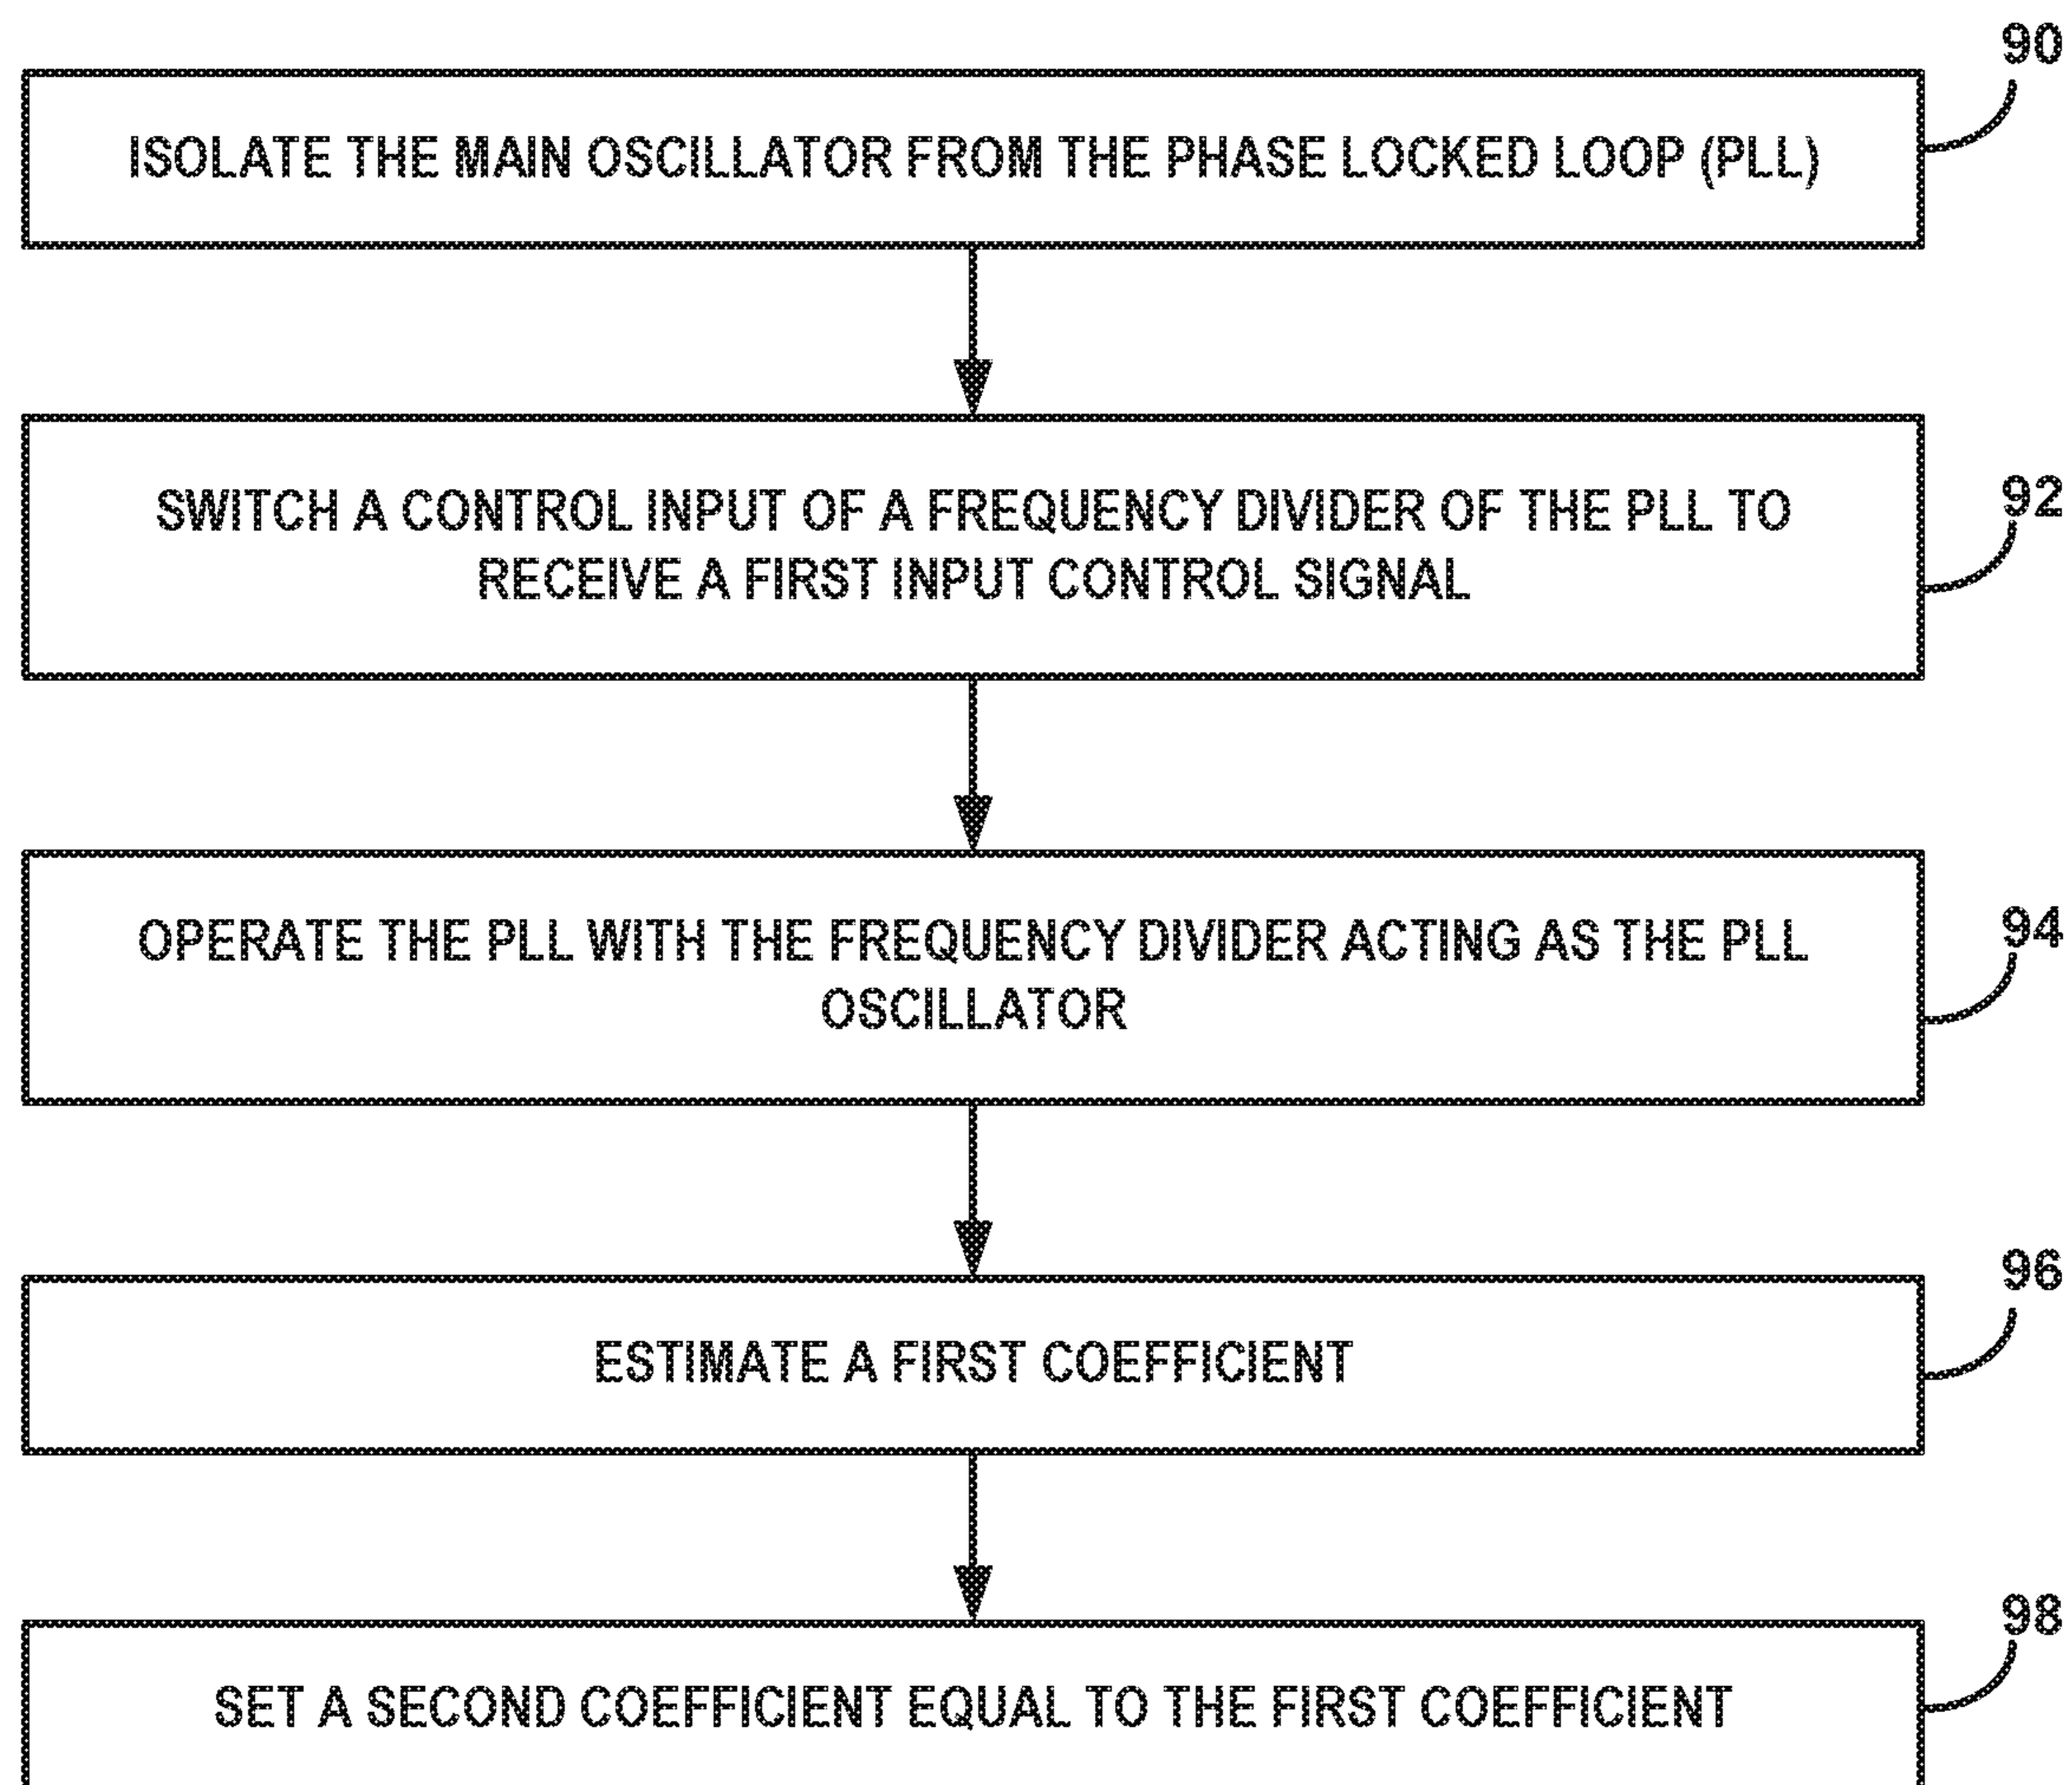 90
ISOLATE THE MAIN OSCILLATOR FROM THE PHASE LOCKED LOOP (PLL)
92
SWITCH A CONTROL INPUT OF A FREQUENCY DIVIDER OF THE PLL TO
RECEIVE A FIRST INPUT CONTROL SIGNAL
94
OPERATE THE PLL WITH THE FREQUENCY DIVIDER ACTING AS THE PLL
OSCILLATOR
96
ESTIMATE A FIRST COEFFICIENT
98
SET A SECOND COEFFICIENT EQUAL TO THE FIRST COEFFICIENT